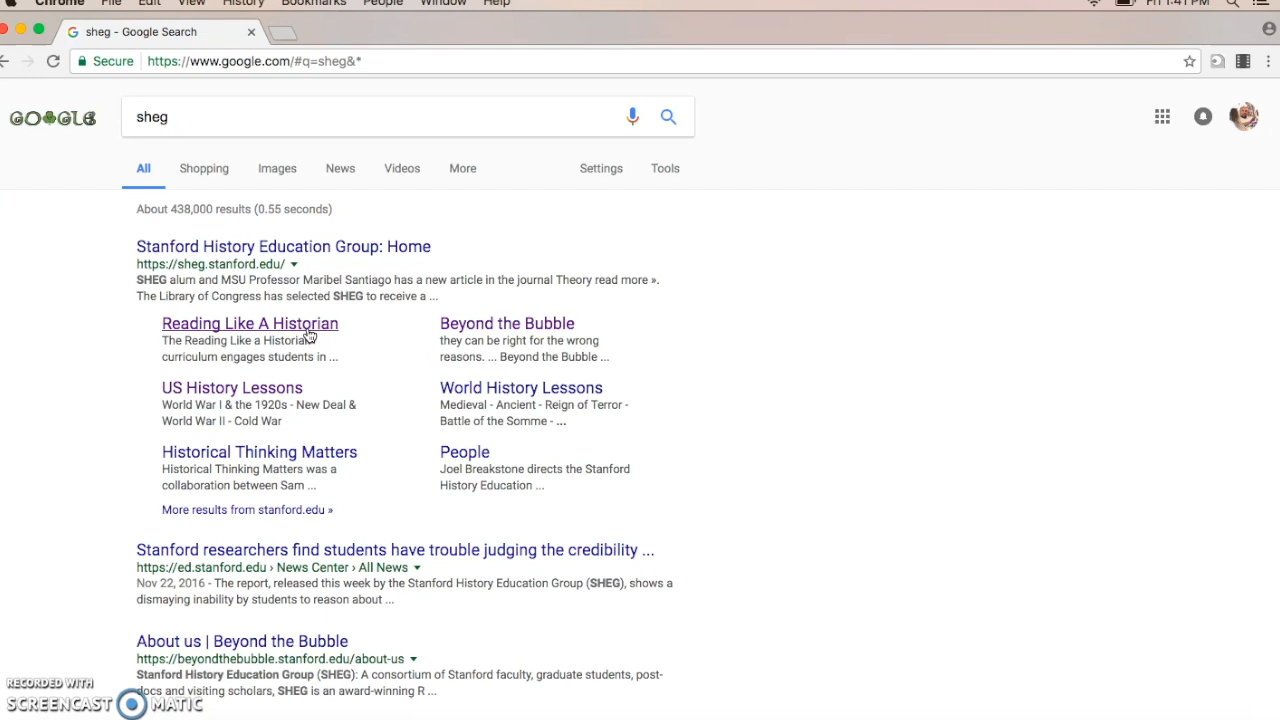 Chrome File Edit View History Bookmarks People Window Help Fri 1:41 PM
sheg - Google Search
Secure https://www.google.com/#q=sheg&*
GOOGLE sheg
All Shopping Images News Videos More Settings Tools
About 438,000 results (0.55 seconds)
Stanford History Education Group: Home
https://sheg.stanford.edu/
SHEG alum and MSU Professor Maribel Santiago has a new article in the journal Theory read more ».
The Library of Congress has selected SHEG to receive a ...
Reading Like A Historian
The Reading Like a Historian
curriculum engages students in ...
Beyond the Bubble
they can be right for the wrong
reasons. ... Beyond the Bubble ...
US History Lessons
World War I & the 1920s - New Deal &
World War II - Cold War
World History Lessons
Medieval - Ancient - Reign of Terror -
Battle of the Somme - ...
Historical Thinking Matters
Historical Thinking Matters was a
collaboration between Sam ...
People
Joel Breakstone directs the Stanford
History Education ...
More results from stanford.edu »
Stanford researchers find students have trouble judging the credibility ...
https://ed.stanford.edu › News Center › All News
Nov 22, 2016 - The report, released this week by the Stanford History Education Group (SHEG), shows a
dismaying inability by students to reason about ...
About us | Beyond the Bubble
https://beyondthebubble.stanford.edu/about-us
Stanford History Education Group (SHEG): A consortium of Stanford faculty, graduate students, post-
docs and visiting scholars, SHEG is an award-winning R ...
RECORDED WITH
SCREENCAST MATIC